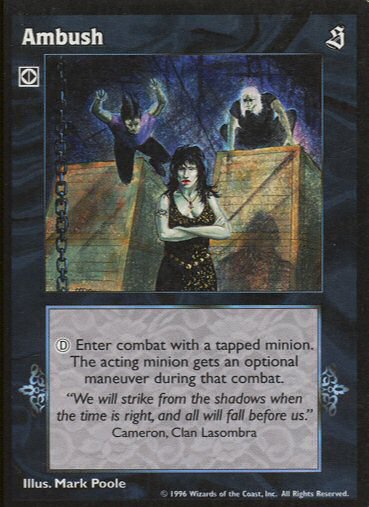 Ambush
Ⓓ Enter combat with a tapped minion.
The acting minion gets an optional
maneuver during that combat.
“We will strike from the shadows when
the time is right, and all will fall before us.”
Cameron, Clan Lasombra
Illus. Mark Poole
© 1996 Wizards of the Coast, Inc. All Rights Reserved.